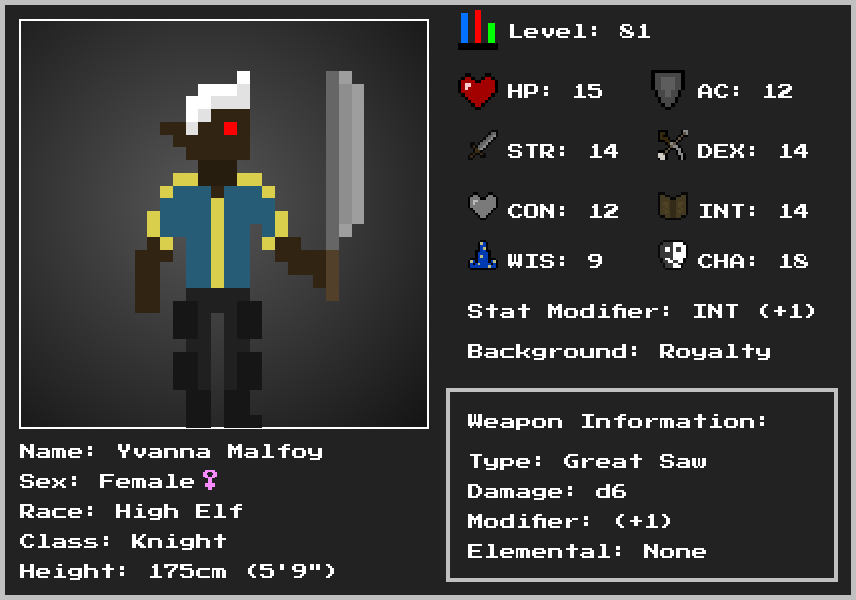 Level: 81
HP: 15
AC: 12
STR: 14
DEX: 14
CON: 12
INT: 14
WIS: 9
CHA: 18
Stat Modifier: INT (+1)
Background: Royalty
Weapon Information:
Type: Great Saw
Damage: d6
Modifier: (+1)
Elemental: None
Name: Yvanna Malfoy
Sex: Female♀
Race: High Elf
Class: Knight
Height: 175cm (5'9")